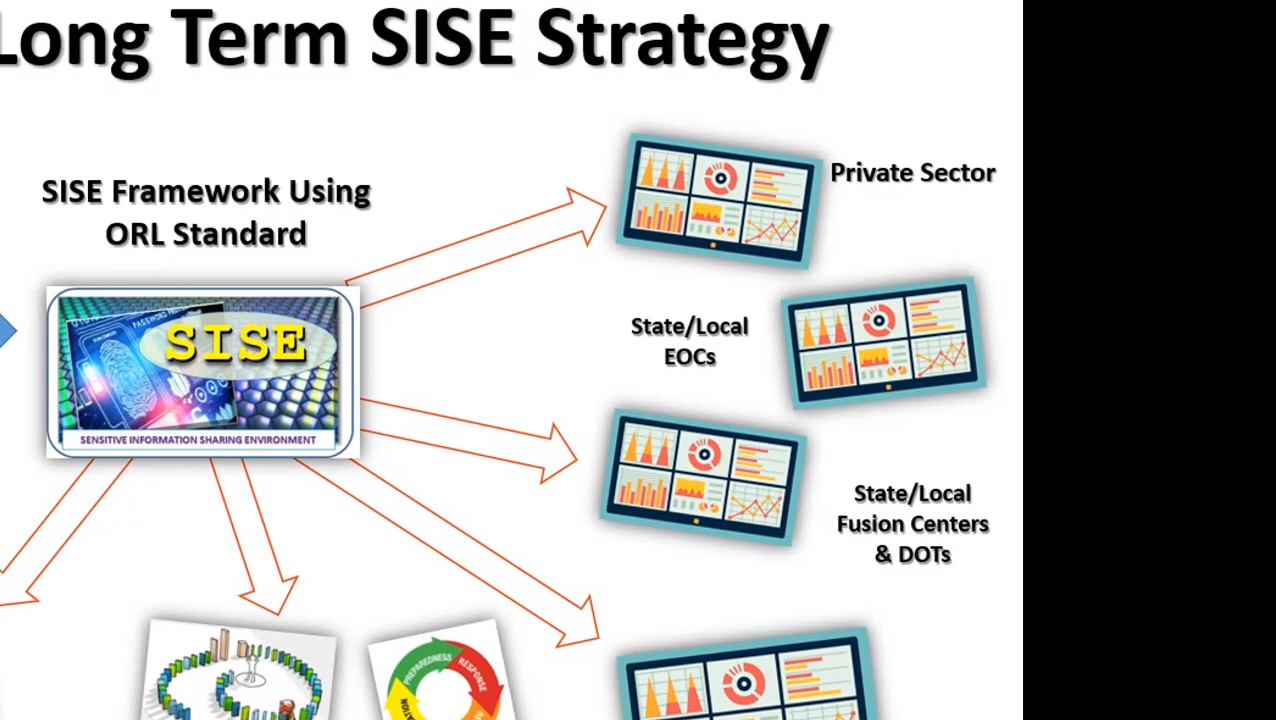 Long Term SISE Strategy
SISE Framework Using
ORL Standard
Private Sector
SISE
SENSITIVE INFORMATION SHARING ENVIRONMENT
State/Local
EOCs
State/Local
Fusion Centers
& DOTs
PREPAREDNESS
RESPONSE